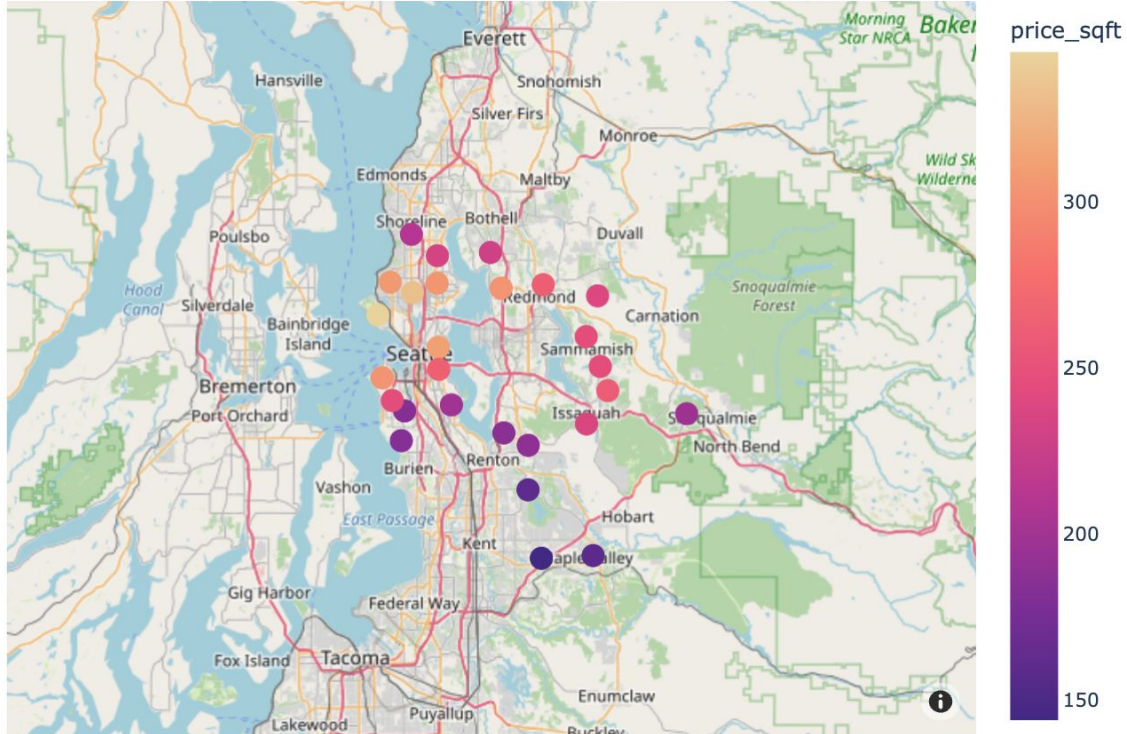 Morning
Star NRCA
Baker
price_sqft
Everett
Hansville
Snohomish
Silver Firs
Monroe
Wild Sk
Wilderne
Edmonds
Maltby
Shoreline
Bothell
Duvall
Poulsbo
300
Hood
Canal
Silverdale
Redmond
Snoqualmie
Forest
Bainbridge
Island
Carnation
Seattle
Sammamish
250
Bremerton
Port Orchard
Issaquah
Snoqualmie
North Bend
Burien
Renton
Vashon
East Passage
Hobart
200
Kent
Maple Valley
Gig Harbor
Federal Way
Fox Island
Tacoma
Enumclaw
Puyallup
150
Lakewood
Buckley